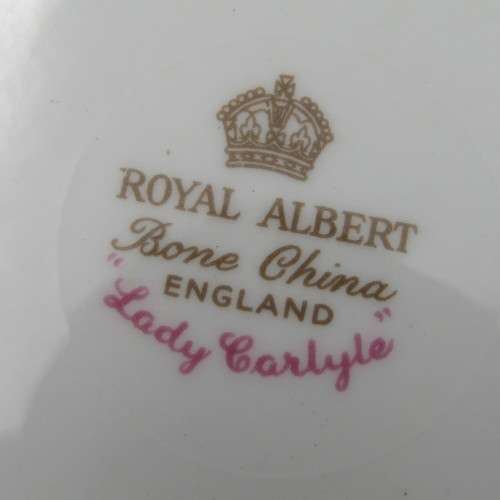 ROYAL ALBERT
Bone China
ENGLAND
"Lady Carlyle"